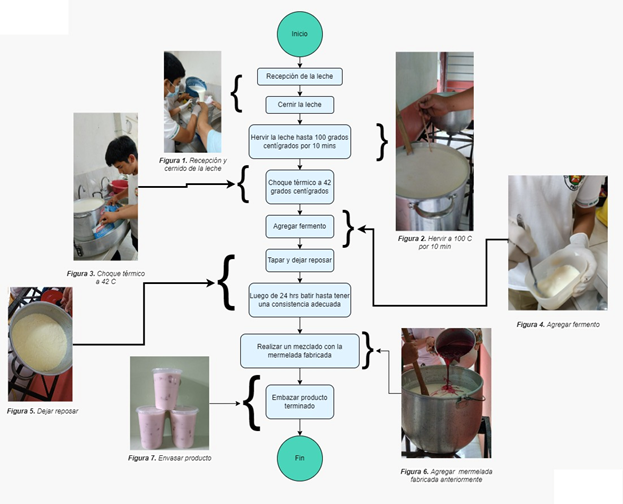 Inicio
Recepción de la leche
Cernir la leche
Figura 1. Recepción y
cernido de la leche
Hervir la leche hasta 100 grados
centígrados por 10 mins
Figura 2. Hervir a 100 C
por 10 min
Choque térmico a 42
grados centígrados
Figura 3. Choque térmico
a 42 C
Agregar fermento
Figura 4. Agregar fermento
Tapar y dejar reposar
Luego de 24 hrs batir hasta tener
una consistencia adecuada
Figura 5. Dejar reposar
Realizar un mezclado con la
mermelada fabricada
Figura 6. Agregar mermelada
fabricada anteriormente
Embazar producto
terminado
Figura 7. Envasar producto
Fin